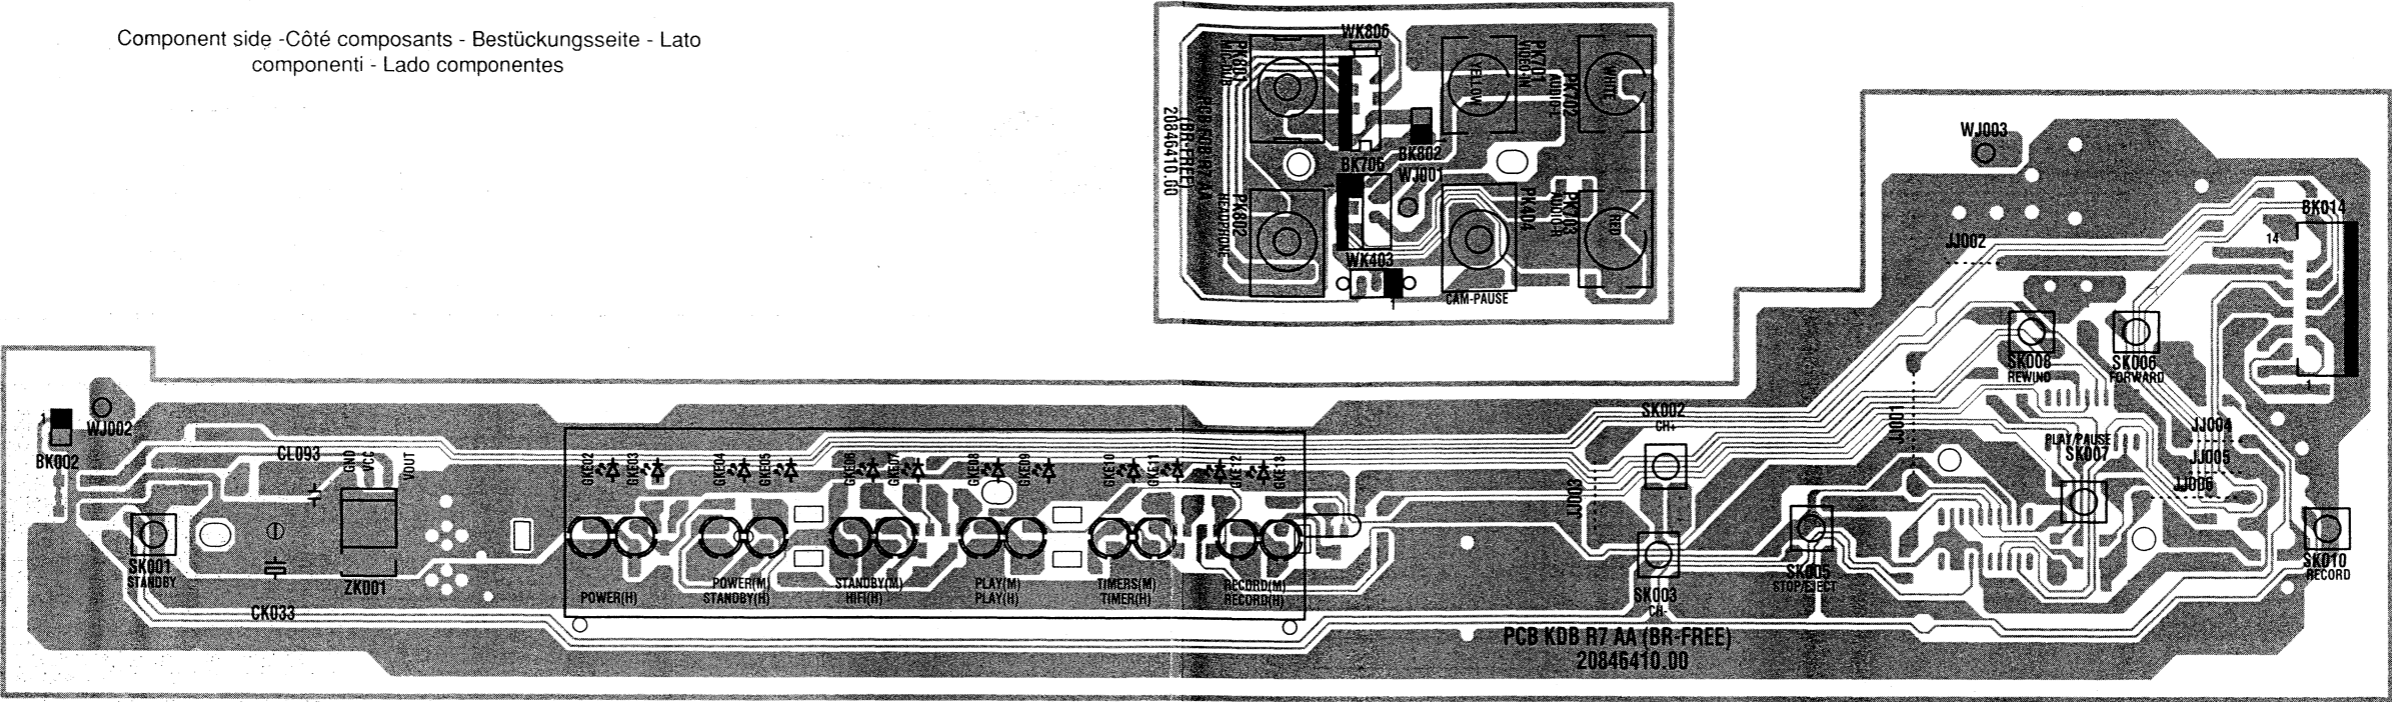 Component side -Côté composants - Bestückungsseite - Lato
componenti - Lado componentes
WK806
PK801
MIC-DUB
YELLOW
PK701
VIDEO-IN
PK702
AUDIO-L
WHITE
PCB KDB R7 AA
(BR-FREE)
20846410.00
BK802
BK706
WJ001
PK802
HEADPHONE
PK404
PK703
AUDIO-R
RED
WK403
1
CAM-PAUSE
WJ003
BK014
14
JJ002
SK008
REWIND
SK006
FORWARD
1
1
WJ002
BK002
CL093
GND
VCC
VOUT
GKE02
GKE03
GKE04
GKE05
GKE06
GKE07
GKE08
GKE09
GKE10
GKE11
GKE12
GKE13
SK002
CH+
JJ001
JJ004
PLAY/PAUSE
SK007
JJ005
JJ006
JJ003
SK001
STANDBY
ZK001
CK033
POWER(M)
STANDBY(M)
PLAY(M)
TIMERS(M)
RECORD(M)
POWER(H)
STANDBY(H)
HIFI(H)
PLAY(H)
TIMER(H)
RECORD(H)
SK003
CH-
SK005
STOP/EJECT
SK010
RECORD
PCB KDB R7 AA (BR-FREE)
20846410.00